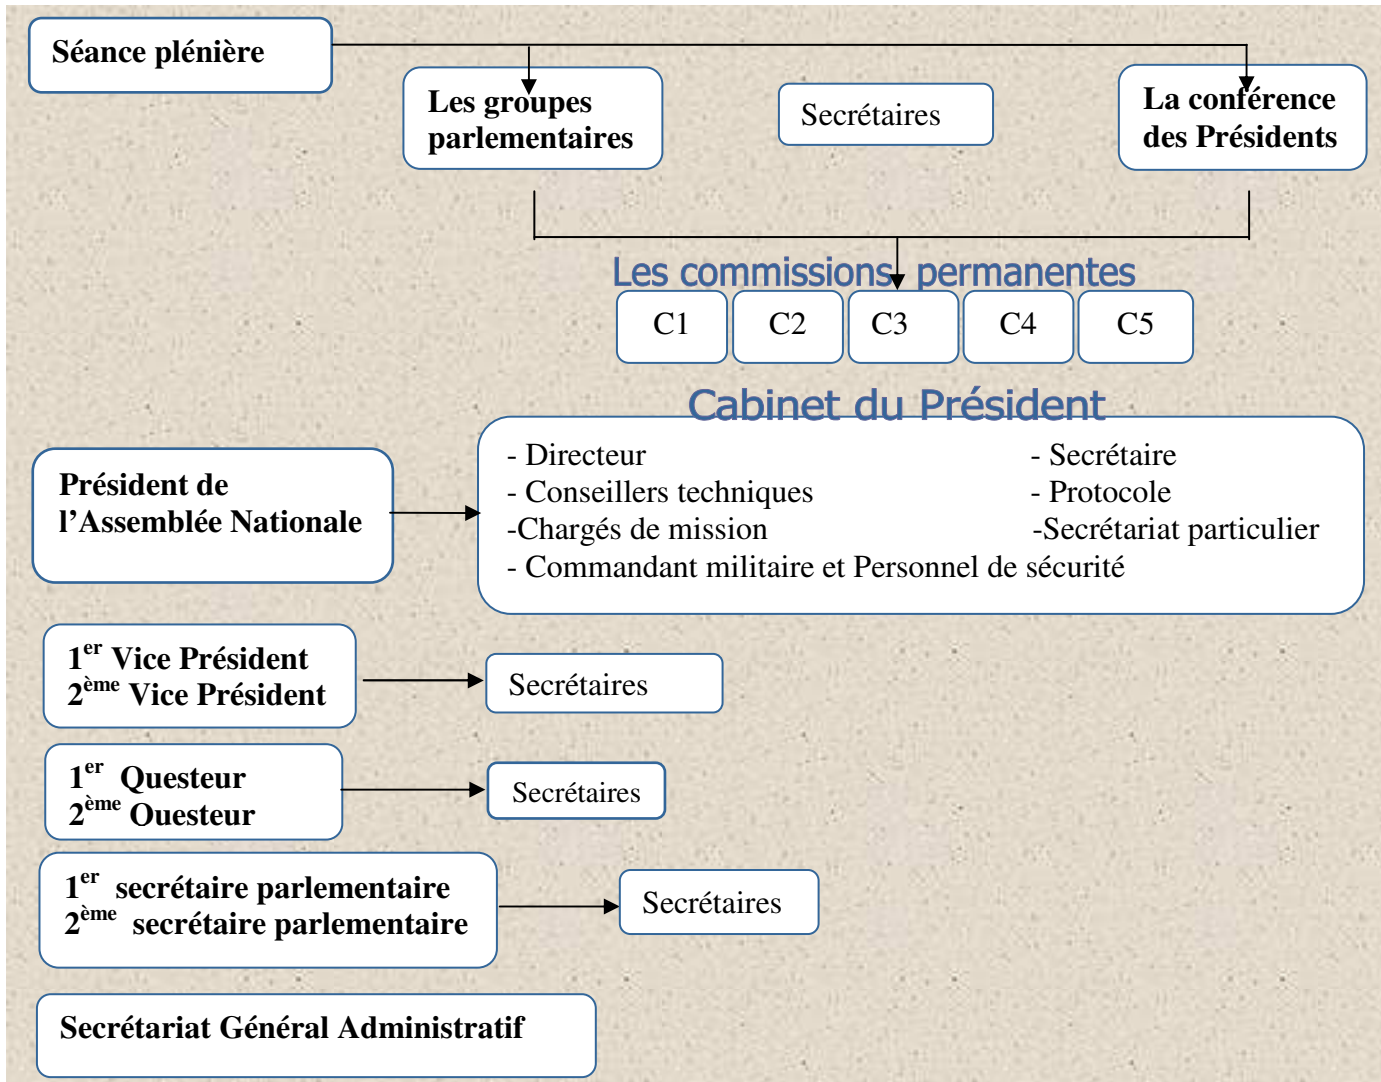 Séance plénière
Les groupes
parlementaires
Secrétaires
La conférence
des Présidents
Les commissions permanentes
C1
C2
C3
C4
C5
Cabinet du Président
Président de
l’Assemblée Nationale
- Directeur
- Secrétaire
- Conseillers techniques
- Protocole
-Chargés de mission
-Secrétariat particulier
- Commandant militaire et Personnel de sécurité
1er Vice Président
2ème Vice Président
Secrétaires
1er Questeur
2ème Ouesteur
Secrétaires
1er secrétaire parlementaire
2ème secrétaire parlementaire
Secrétaires
Secrétariat Général Administratif